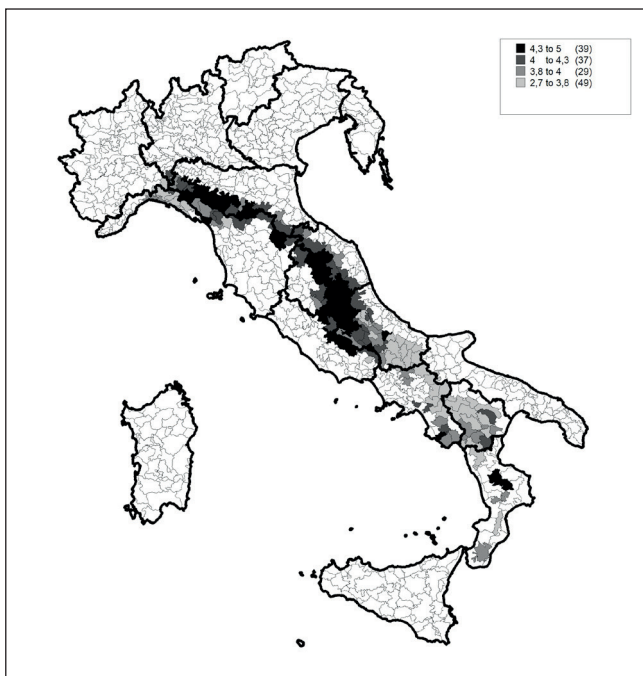 4,3 to 5 (39)
4 to 4,3 (37)
3,8 to 4 (29)
2,7 to 3,8 (49)